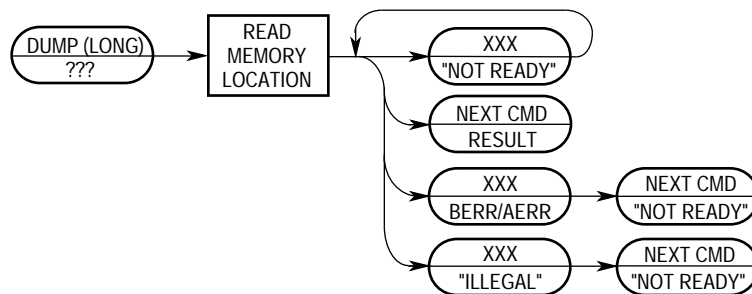 DUMP (LONG)
???
READ
MEMORY
LOCATION
XXX
"NOT READY"
NEXT CMD
RESULT
XXX
BERR/AERR
NEXT CMD
"NOT READY"
XXX
"ILLEGAL"
NEXT CMD
"NOT READY"